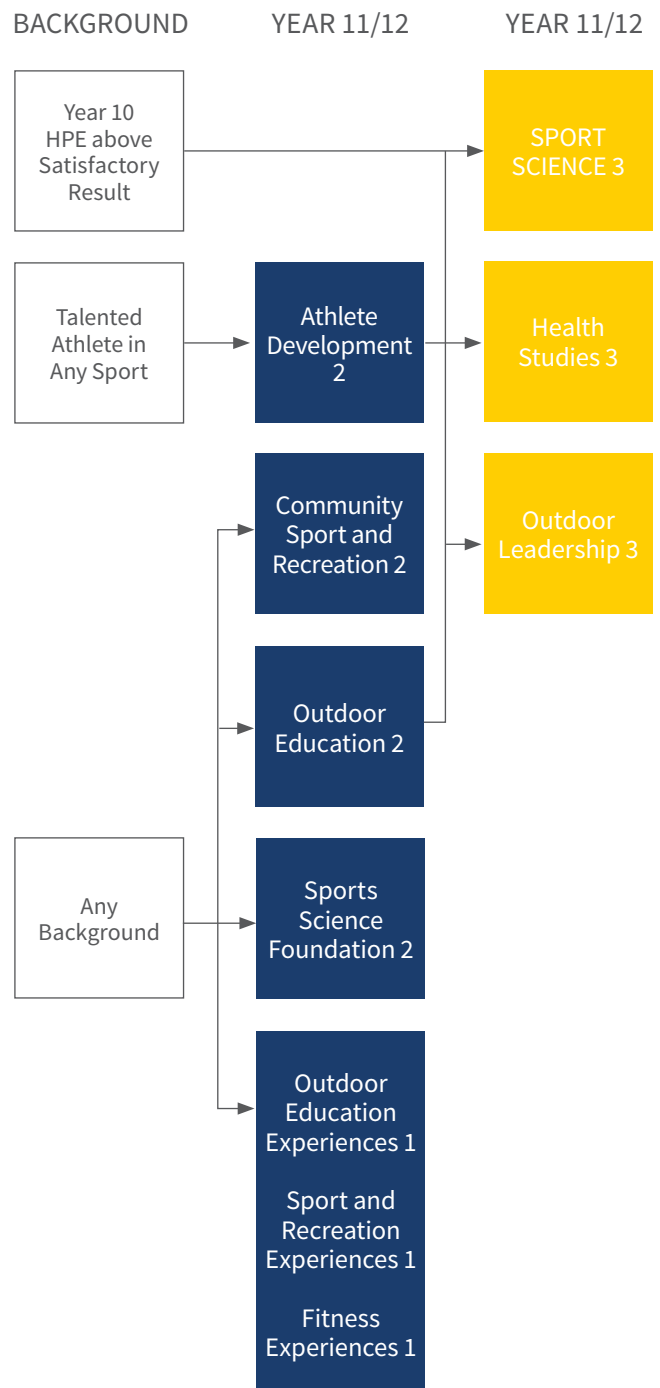 BACKGROUND
YEAR 11/12
YEAR 11/12
Year 10
HPE above
Satisfactory
Result
SPORT
SCIENCE 3
Talented
Athlete in
Any Sport
Athlete
Development
2
Health
Studies 3
Community
Sport and
Recreation 2
Outdoor
Leadership 3
Outdoor
Education 2
Any
Background
Sports
Science
Foundation 2
Outdoor
Education
Experiences 1
Sport and
Recreation
Experiences 1
Fitness
Experiences 1